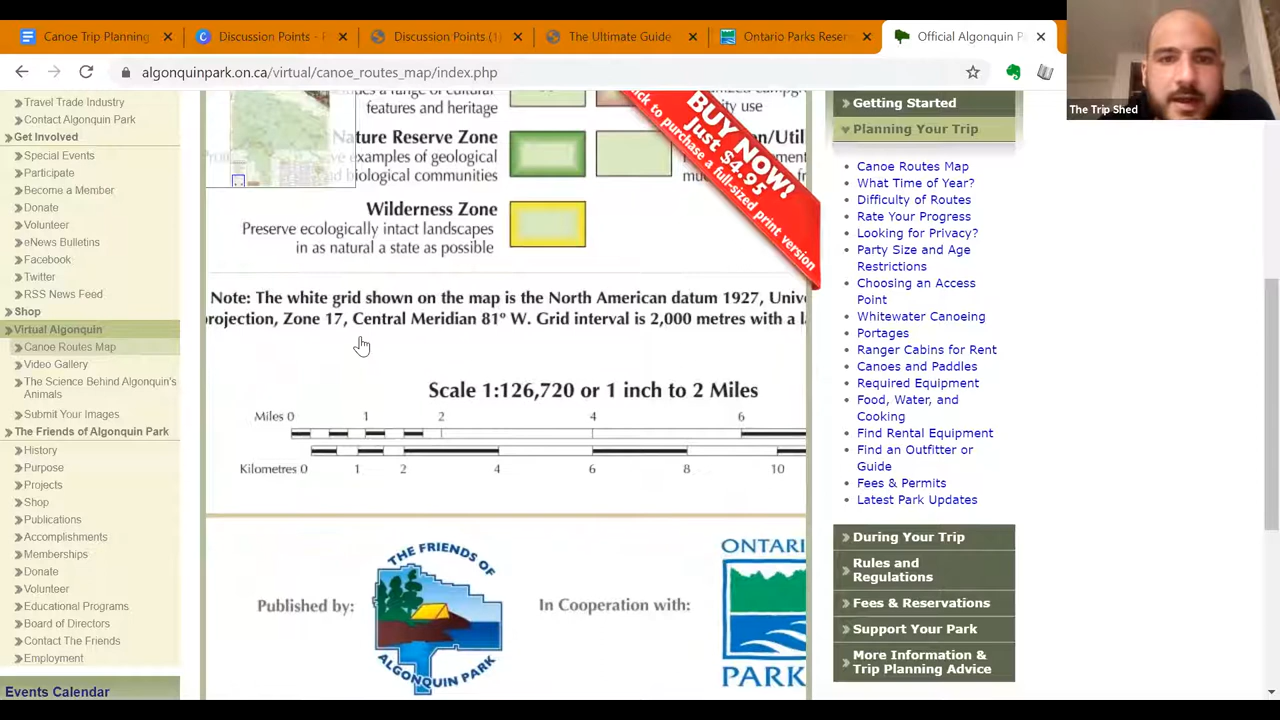 Canoe Trip Planning
Discussion Points - P
Discussion Points (1)
The Ultimate Guide
Ontario Parks Reser
Official Algonquin P
algonquinpark.on.ca/virtual/canoe_routes_map/index.php
The Trip Shed
Travel Trade Industry
Contact Algonquin Park
Get Involved
Special Events
Participate
Become a Member
Donate
Volunteer
eNews Bulletins
Facebook
Twitter
RSS News Feed
Shop
Virtual Algonquin
Canoe Routes Map
Video Gallery
The Science Behind Algonquin's
Animals
Submit Your Images
The Friends of Algonquin Park
History
Purpose
Projects
Shop
Publications
Accomplishments
Memberships
Donate
Volunteer
Educational Programs
Board of Directors
Contact The Friends
Employment
Events Calendar
a range of cultural
features and heritage
Nature Reserve Zone
ve examples of geological
biological communities
Wilderness Zone
Preserve ecologically intact landscapes
in as natural a state as possible
ity use
BUY NOW!
Just $4.95
to purchase a full-sized print version
Note: The white grid shown on the map is the North American datum 1927, Unive
rojection, Zone 17, Central Meridian 81º W. Grid interval is 2,000 metres with a la
Scale 1:126,720 or 1 inch to 2 Miles
Miles 0 1 2 4 6
Kilometres 0 1 2 4 6 8 10
Published by:
THE FRIENDS OF
ALGONQUIN PARK
In Cooperation with:
ONTARI
PARK
Getting Started
Planning Your Trip
Canoe Routes Map
What Time of Year?
Difficulty of Routes
Rate Your Progress
Looking for Privacy?
Party Size and Age
Restrictions
Choosing an Access
Point
Whitewater Canoeing
Portages
Ranger Cabins for Rent
Canoes and Paddles
Required Equipment
Food, Water, and
Cooking
Find Rental Equipment
Find an Outfitter or
Guide
Fees & Permits
Latest Park Updates
During Your Trip
Rules and
Regulations
Fees & Reservations
Support Your Park
More Information &
Trip Planning Advice